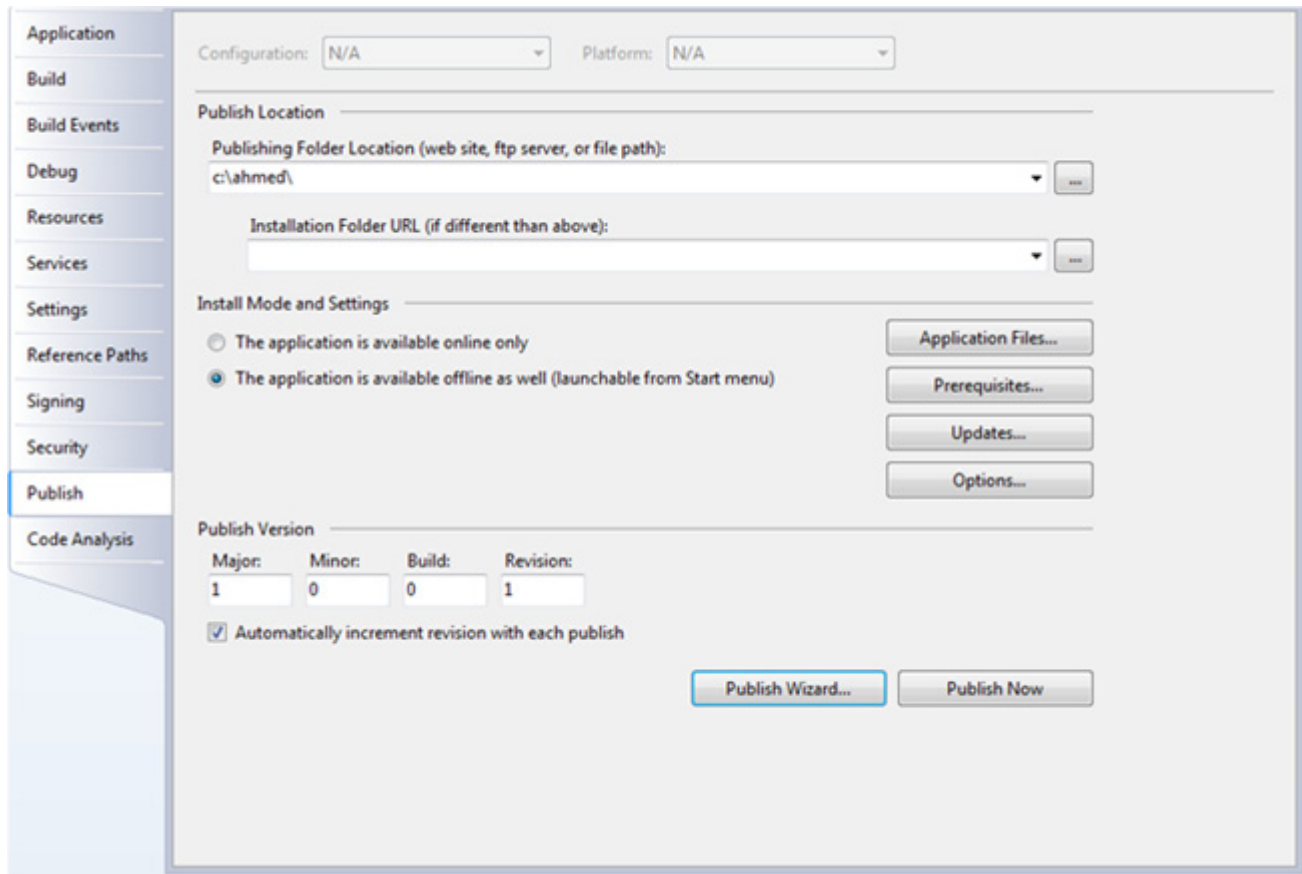 Application
Build
Build Events
Debug
Resources
Services
Settings
Reference Paths
Signing
Security
Publish
Code Analysis
Configuration: N/A Platform: N/A
Publish Location
Publishing Folder Location (web site, ftp server, or file path):
c:\ahmed\ ...
Installation Folder URL (if different than above):
...
Install Mode and Settings
The application is available online only
The application is available offline as well (launchable from Start menu)
Application Files...
Prerequisites...
Updates...
Options...
Publish Version
Major: Minor: Build: Revision:
1 0 0 1
Automatically increment revision with each publish
Publish Wizard... Publish Now